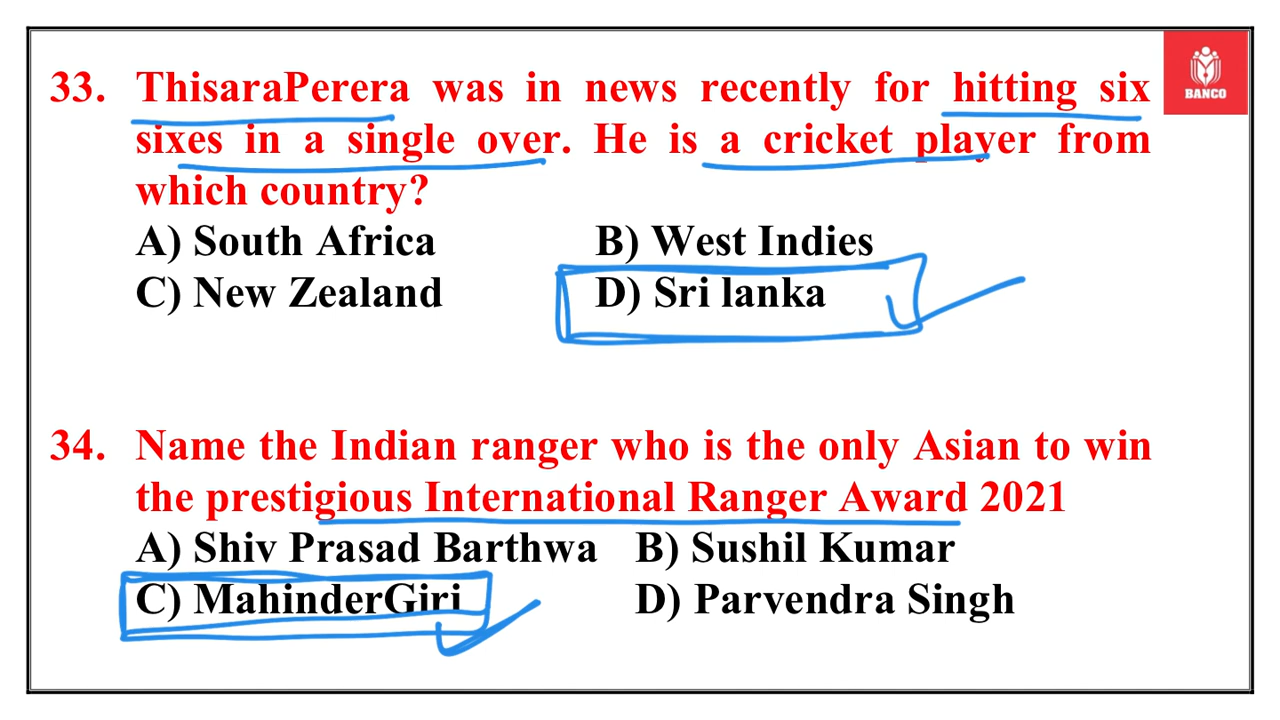 33. ThisaraPerera was in news recently for hitting six
sixes in a single over. He is a cricket player from
which country?
A) South Africa B) West Indies
C) New Zealand D) Sri lanka
34. Name the Indian ranger who is the only Asian to win
the prestigious International Ranger Award 2021
A) Shiv Prasad Barthwa B) Sushil Kumar
C) MahinderGiri D) Parvendra Singh
BANCO